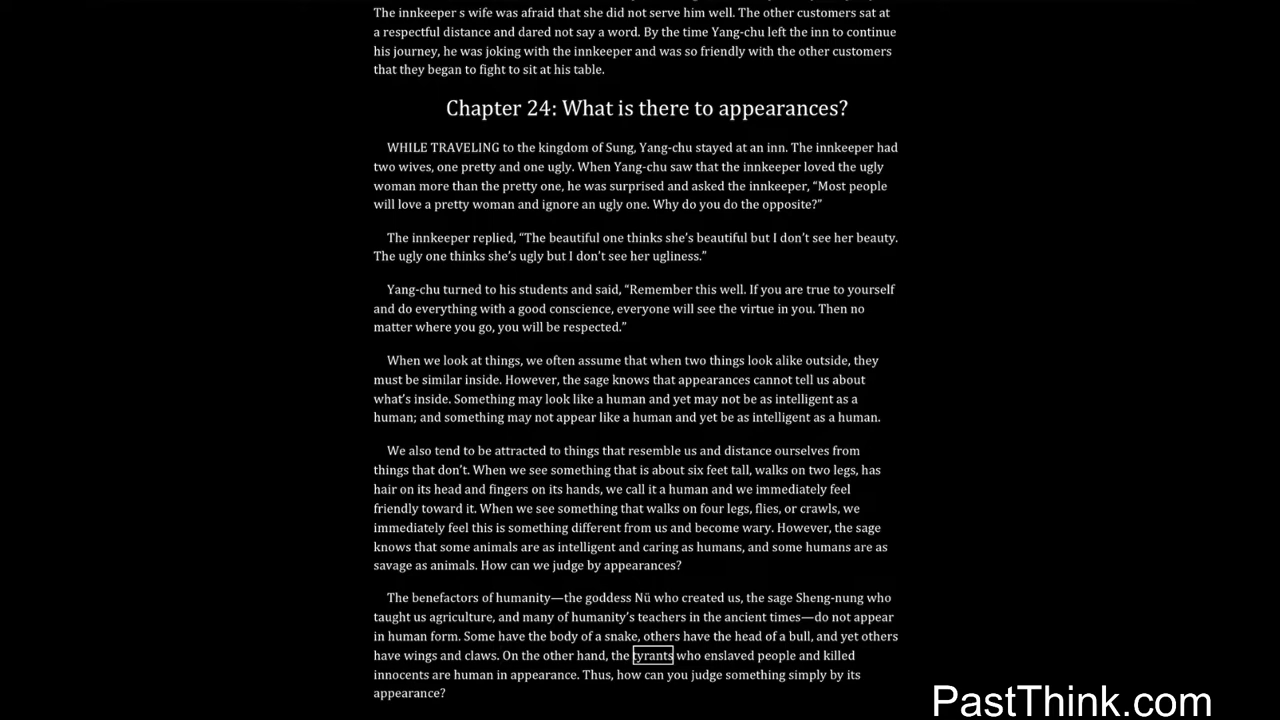 The innkeeper s wife was afraid that she did not serve him well. The other customers sat at
a respectful distance and dared not say a word. By the time Yang-chu left the inn to continue
his journey, he was joking with the innkeeper and was so friendly with the other customers
that they began to fight to sit at his table.
Chapter 24: What is there to appearances?
WHILE TRAVELING to the kingdom of Sung, Yang-chu stayed at an inn. The innkeeper had
two wives, one pretty and one ugly. When Yang-chu saw that the innkeeper loved the ugly
woman more than the pretty one, he was surprised and asked the innkeeper, “Most people
will love a pretty woman and ignore an ugly one. Why do you do the opposite?”
The innkeeper replied, “The beautiful one thinks she’s beautiful but I don’t see her beauty.
The ugly one thinks she’s ugly but I don’t see her ugliness.”
Yang-chu turned to his students and said, “Remember this well. If you are true to yourself
and do everything with a good conscience, everyone will see the virtue in you. Then no
matter where you go, you will be respected.”
When we look at things, we often assume that when two things look alike outside, they
must be similar inside. However, the sage knows that appearances cannot tell us about
what’s inside. Something may look like a human and yet may not be as intelligent as a
human; and something may not appear like a human and yet be as intelligent as a human.
We also tend to be attracted to things that resemble us and distance ourselves from
things that don’t. When we see something that is about six feet tall, walks on two legs, has
hair on its head and fingers on its hands, we call it a human and we immediately feel
friendly toward it. When we see something that walks on four legs, flies, or crawls, we
immediately feel this is something different from us and become wary. However, the sage
knows that some animals are as intelligent and caring as humans, and some humans are as
savage as animals. How can we judge by appearances?
The benefactors of humanity—the goddess Nü who created us, the sage Sheng-nung who
taught us agriculture, and many of humanity’s teachers in the ancient times—do not appear
in human form. Some have the body of a snake, others have the head of a bull, and yet others
have wings and claws. On the other hand, the tyrants who enslaved people and killed
innocents are human in appearance. Thus, how can you judge something simply by its
appearance?
PastThink.com